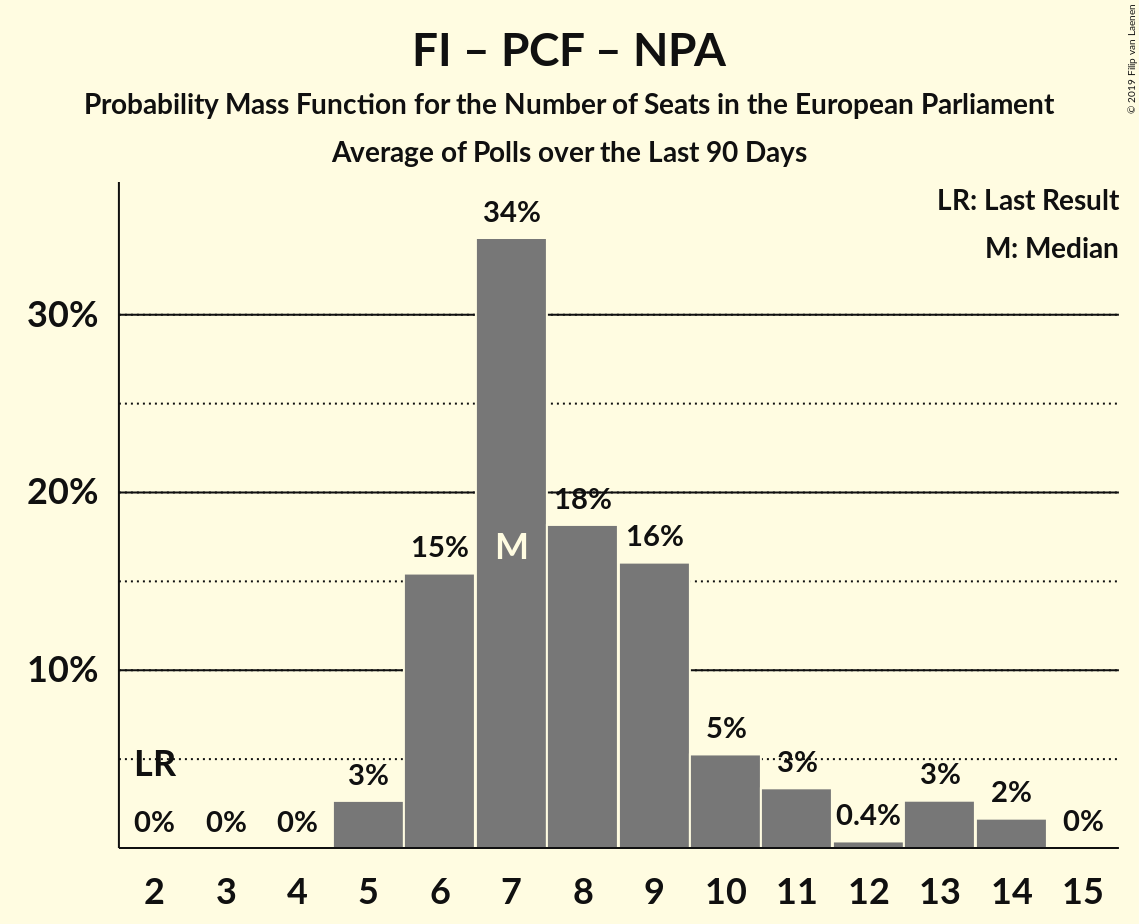 FI – PCF – NPA
Probability Mass Function for the Number of Seats in the European Parliament
Average of Polls over the Last 90 Days
© 2019 Filip van Laenen
LR: Last Result
M: Median
34%
30%
20%
18%
16%
15%
M
10%
5%
LR
3%
3%
3%
2%
0%
0%
0%
0.4%
0%
2 3 4 5 6 7 8 9 10 11 12 13 14 15